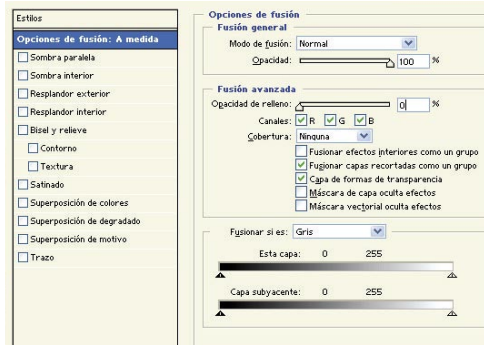 Estilos
Opciones de fusión: A medida
Sombra paralela
Sombra interior
Resplandor exterior
Resplandor interior
Bisel y relieve
Contorno
Textura
Satinado
Superposición de colores
Superposición de degradado
Superposición de motivo
Trazo
Opciones de fusión
Fusión general
Modo de fusión: Normal
Opacidad: 100 %
Fusión avanzada
Opacidad de relleno: 0 %
Canales: R G B
Cobertura: Ninguna
Fusionar efectos interiores como un grupo
Fusionar capas recortadas como un grupo
Capa de formas de transparencia
Máscara de capa oculta efectos
Máscara vectorial oculta efectos
Fusionar si es: Gris
Esta capa: 0 255
Capa subyacente: 0 255